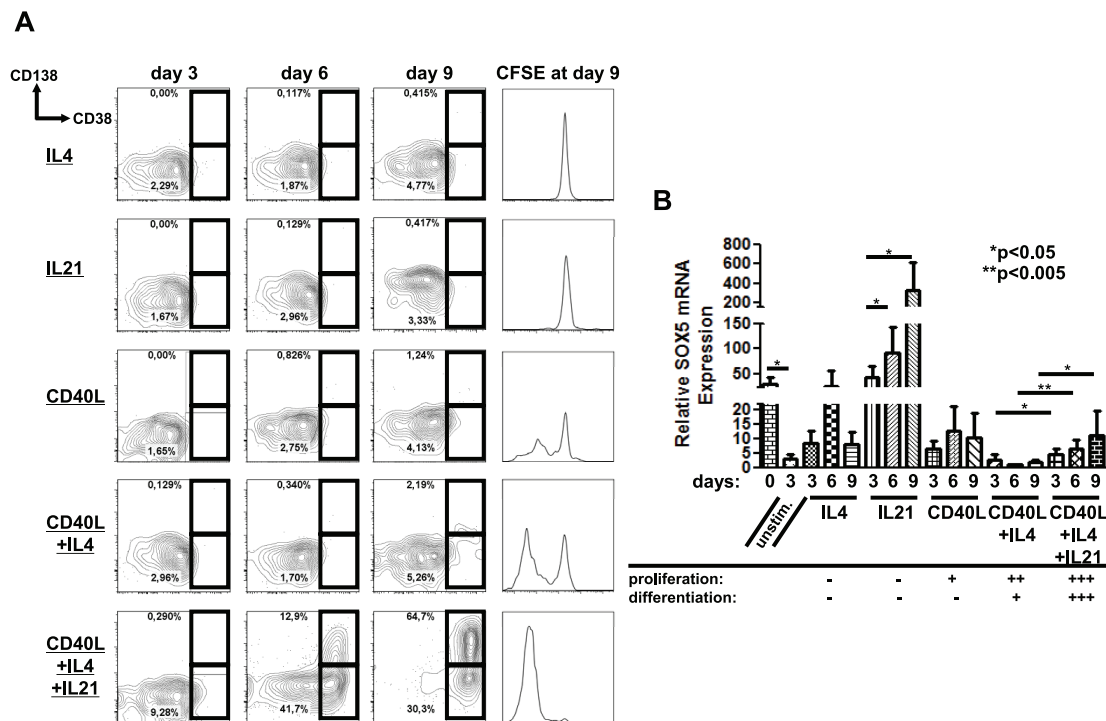 A
CD138
CD38
day 3 day 6 day 9 CFSE at day 9
IL4
0,00% 0,117% 0,415%
2,29% 1,87% 4,77%
IL21
0,00% 0,129% 0,417%
1,67% 2,96% 3,33%
CD40L
0,00% 0,826% 1,24%
1,65% 2,75% 4,13%
CD40L
+IL4
0,129% 0,340% 2,19%
2,96% 1,70% 5,26%
CD40L
+IL4
+IL21
0,290% 12,9% 64,7%
9,28% 41,7% 30,3%
B
Relative SOX5 mRNA
Expression
800
600
400
200
150
100
50
20
15
10
5
0
*p<0.05
**p<0.005
* * * * ** *
days: 0 3 3 6 9 3 6 9 3 6 9 3 6 9 3 6 9
unstim.
IL4 IL21 CD40L CD40L CD40L
+IL4 +IL4
+IL21
proliferation: - - + ++ +++
differentiation: - - - + +++